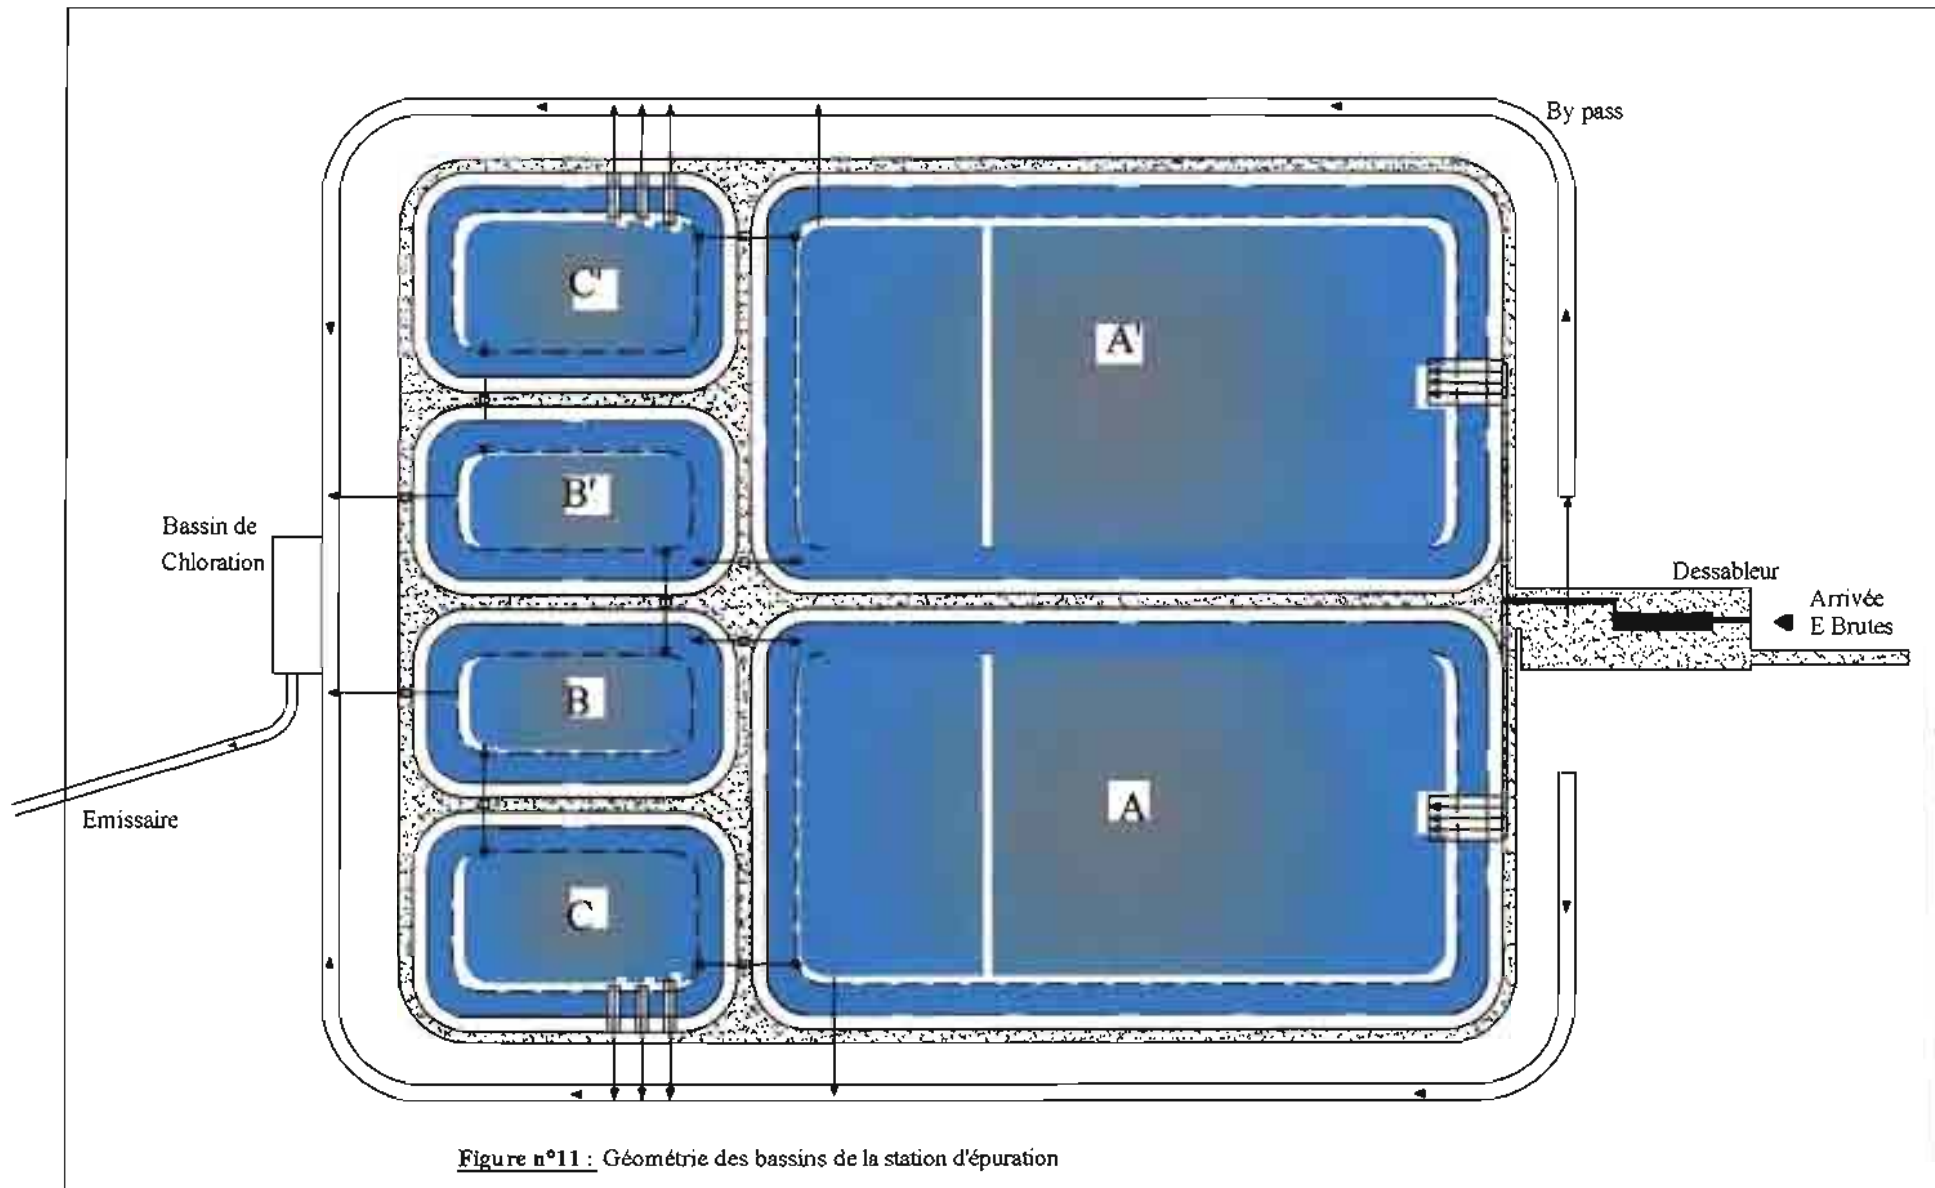 By pass
C'
A'
B'
Bassin de
Chloration
Dessableur
Arrivée
E Brutes
B
A
Emissaire
C
Figure n°11 : Géométrie des bassins de la station d'épuration